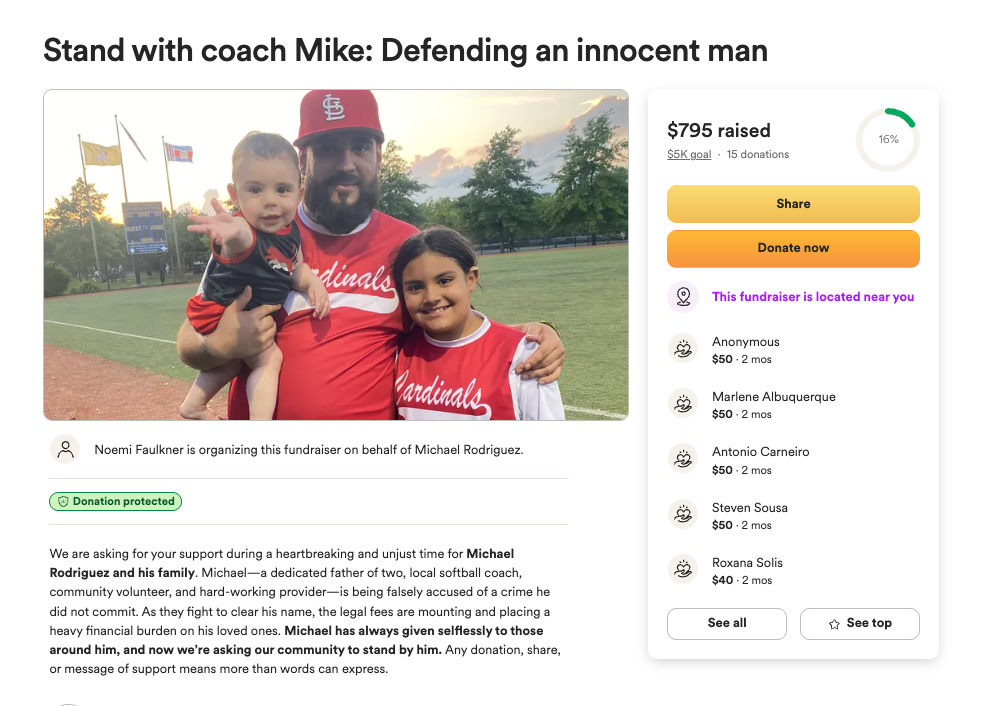 Stand with coach Mike: Defending an innocent man
Cardinals
Cardinals
Noemi Faulkner is organizing this fundraiser on behalf of Michael Rodriguez.
Donation protected
We are asking for your support during a heartbreaking and unjust time for Michael
Rodriguez and his family. Michael—a dedicated father of two, local softball coach,
community volunteer, and hard-working provider—is being falsely accused of a crime he
did not commit. As they fight to clear his name, the legal fees are mounting and placing a
heavy financial burden on his loved ones. Michael has always given selflessly to those
around him, and now we're asking our community to stand by him. Any donation, share,
or message of support means more than words can express.
$795 raised
$5K goal · 15 donations
16%
Share
Donate now
This fundraiser is located near you
Anonymous
$50 · 2 mos
Marlene Albuquerque
$50 · 2 mos
Antonio Carneiro
$50 · 2 mos
Steven Sousa
$50 · 2 mos
Roxana Solis
$40 · 2 mos
See all
See top